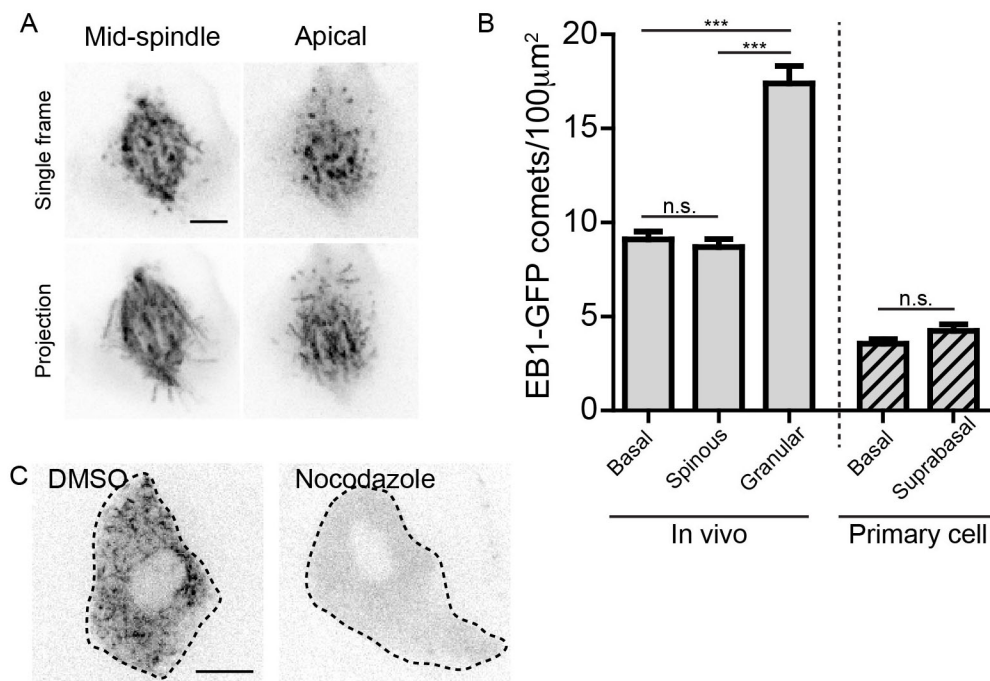 A
Mid-spindle
Apical
Single frame
Projection
B
EB1-GFP comets/100µm²
20
15
10
5
0
***
***
n.s.
n.s.
Basal
Spinous
Granular
Basal
Suprabasal
In vivo
Primary cell
C
DMSO
Nocodazole